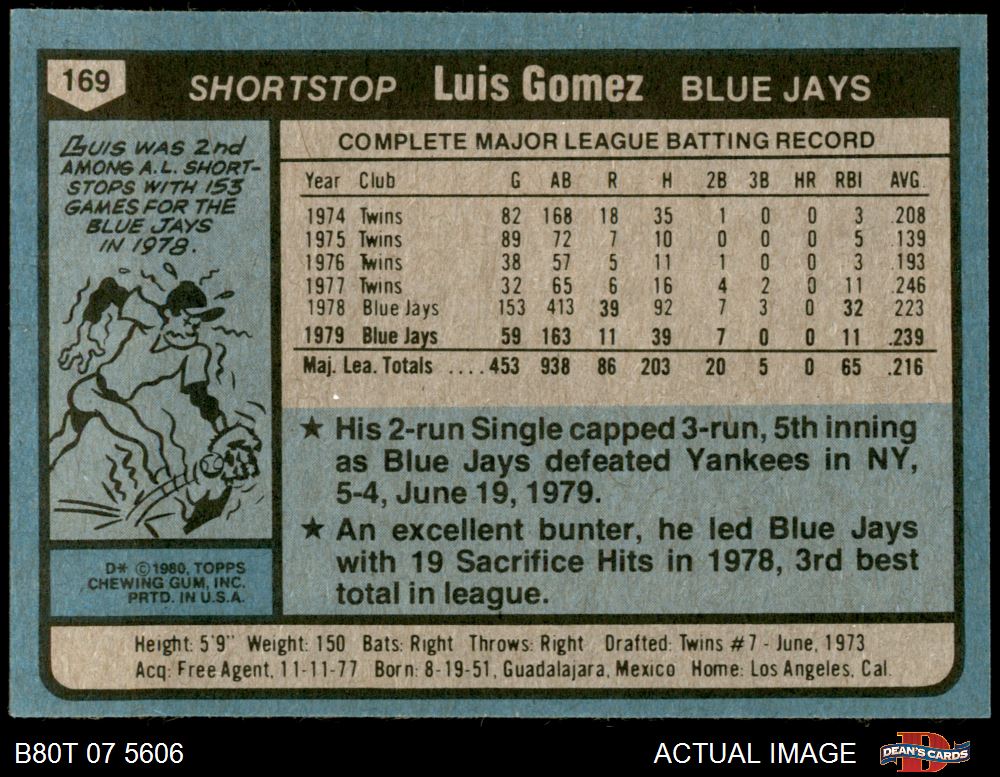 169
SHORTSTOP Luis Gomez BLUE JAYS
LUIS WAS 2nd
AMONG A.L. SHORT-
STOPS WITH 153
GAMES FOR THE
BLUE JAYS
IN 1978.
D* © 1980, TOPPS
CHEWING GUM, INC.
PRTD. IN U.S.A.
COMPLETE MAJOR LEAGUE BATTING RECORD
Year Club G AB R H 2B 3B HR RBI AVG.
1974 Twins 82 168 18 35 1 0 0 3 .208
1975 Twins 89 72 7 10 0 0 0 5 .139
1976 Twins 38 57 5 11 1 0 0 3 .193
1977 Twins 32 65 6 16 4 2 0 11 .246
1978 Blue Jays 153 413 39 92 7 3 0 32 .223
1979 Blue Jays 59 163 11 39 7 0 0 11 .239
Maj. Lea. Totals ....453 938 86 203 20 5 0 65 .216
★ His 2-run Single capped 3-run, 5th inning
as Blue Jays defeated Yankees in NY,
5-4, June 19, 1979.
★ An excellent bunter, he led Blue Jays
with 19 Sacrifice Hits in 1978, 3rd best
total in league.
Height: 5'9" Weight: 150 Bats: Right Throws: Right Drafted: Twins #7 - June, 1973
Acq: Free Agent, 11-11-77 Born: 8-19-51, Guadalajara, Mexico Home: Los Angeles, Cal.
B80T 07 5606
ACTUAL IMAGE
DEAN'S CARDS